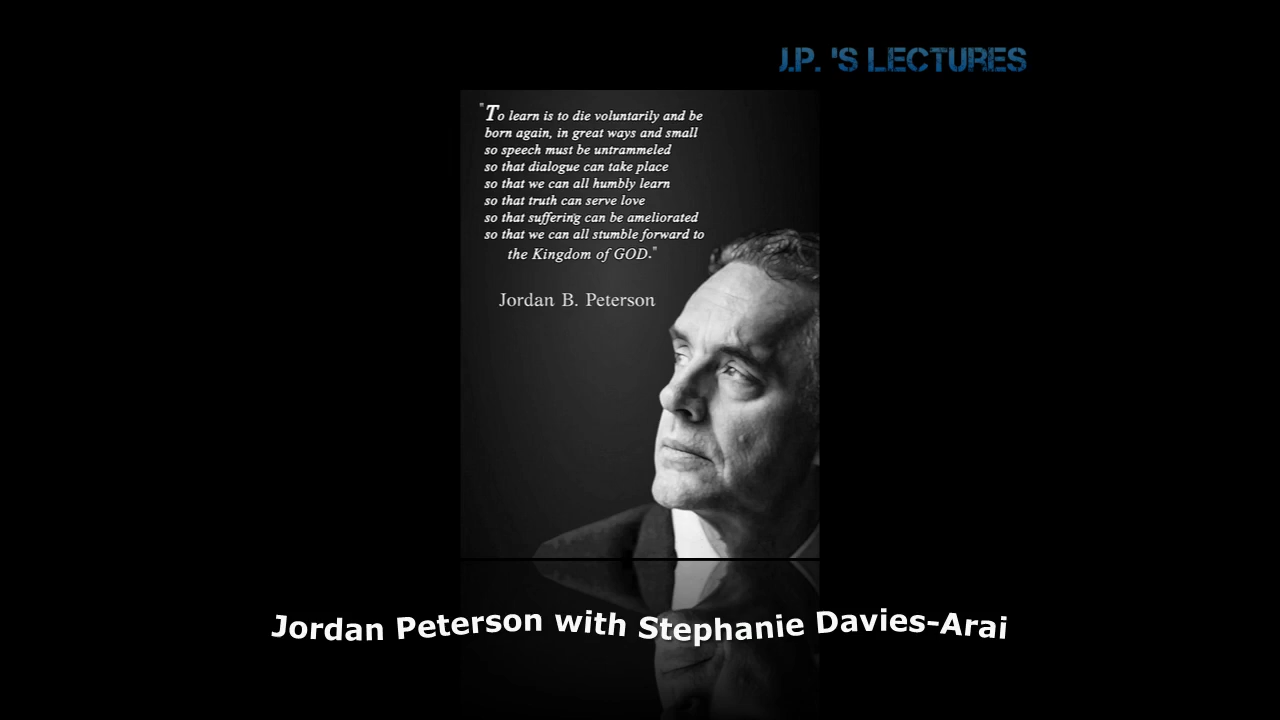 J.P. 'S LECTURES
"To learn is to die voluntarily and be
born again, in great ways and small
so speech must be untrammeled
so that dialogue can take place
so that we can all humbly learn
so that truth can serve love
so that suffering can be ameliorated
so that we can all stumble forward to
the Kingdom of GOD."
Jordan B. Peterson
Jordan Peterson with Stephanie Davies-Arai